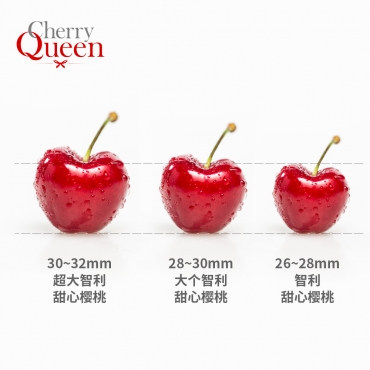 Cherry
Queen
30~32mm
超大智利
甜心樱桃
28~30mm
大个智利
甜心樱桃
26~28mm
智利
甜心樱桃